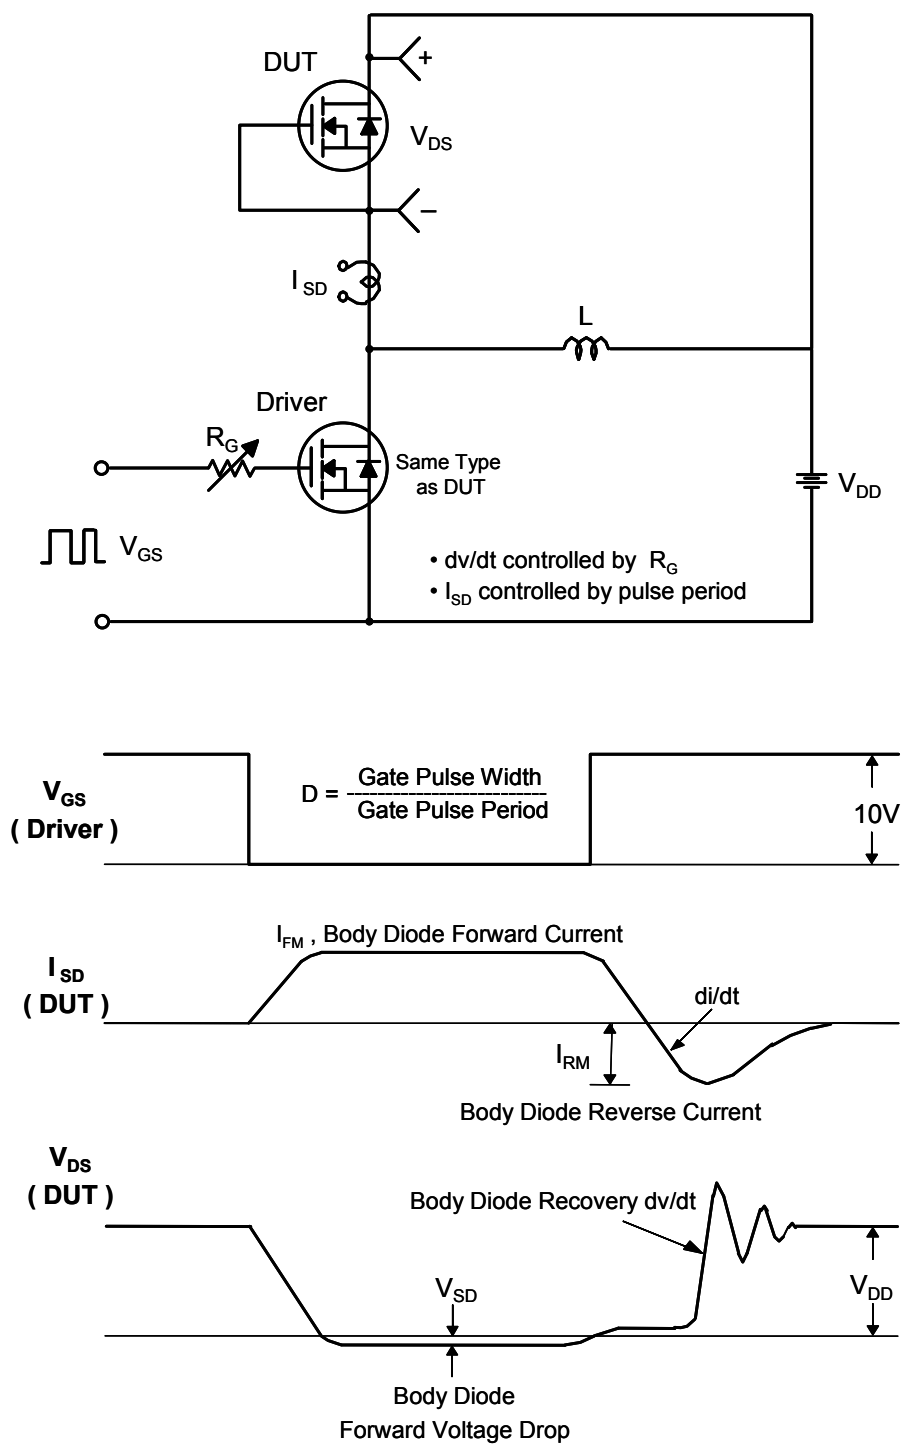 DUT
+
V_DS
–
I_SD
L
Driver
R_G
Same Type
as DUT
V_DD
V_GS
• dv/dt controlled by R_G
• I_SD controlled by pulse period
V_GS
( Driver )
D = Gate Pulse Width
--------------------------
Gate Pulse Period
10V
I_FM , Body Diode Forward Current
I_SD
( DUT )
di/dt
I_RM
Body Diode Reverse Current
V_DS
( DUT )
Body Diode Recovery dv/dt
V_SD
V_DD
Body Diode
Forward Voltage Drop